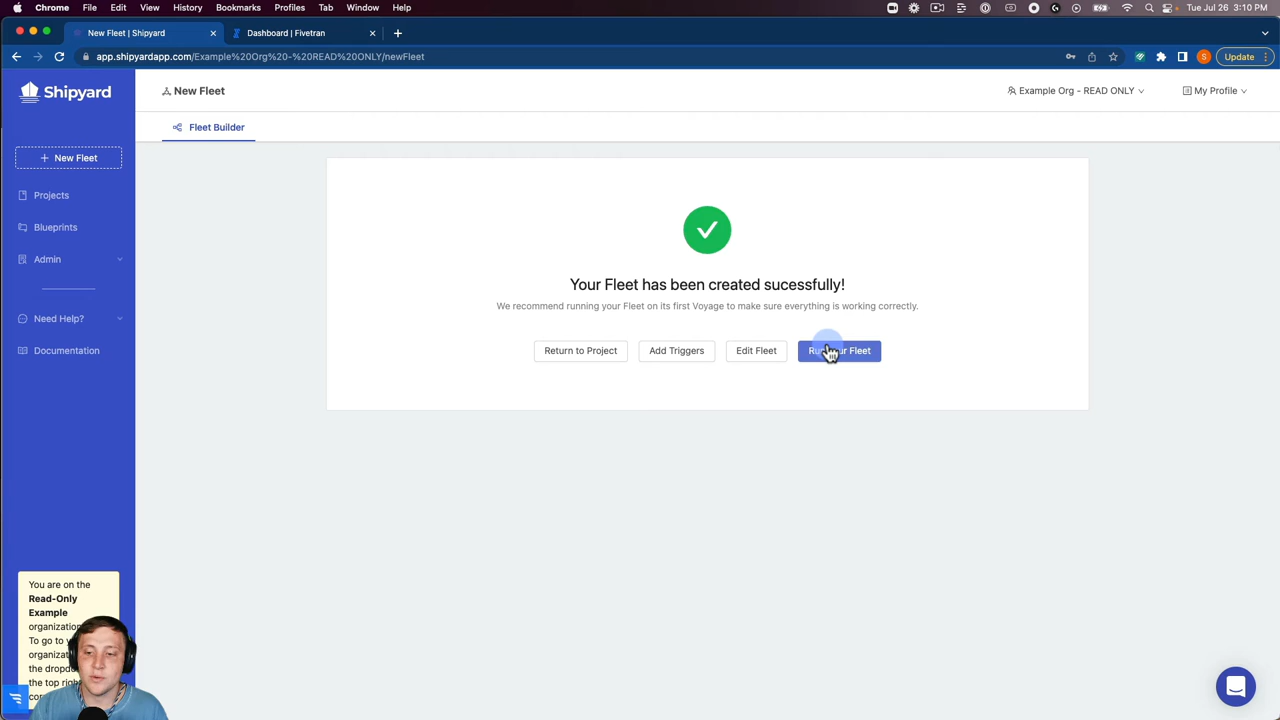 Chrome File Edit View History Bookmarks Profiles Tab Window Help
Tue Jul 26 3:10 PM
New Fleet | Shipyard
Dashboard | Fivetran
app.shipyardapp.com/Example%20Org%20-%20READ%20ONLY/newFleet
S
Update
Shipyard
New Fleet
Example Org - READ ONLY
My Profile
Fleet Builder
+ New Fleet
Projects
Blueprints
Admin
Need Help?
Documentation
Your Fleet has been created sucessfully!
We recommend running your Fleet on its first Voyage to make sure everything is working correctly.
Return to Project
Add Triggers
Edit Fleet
Fleet
You are on the
Read-Only
Example
To go to
the
the top